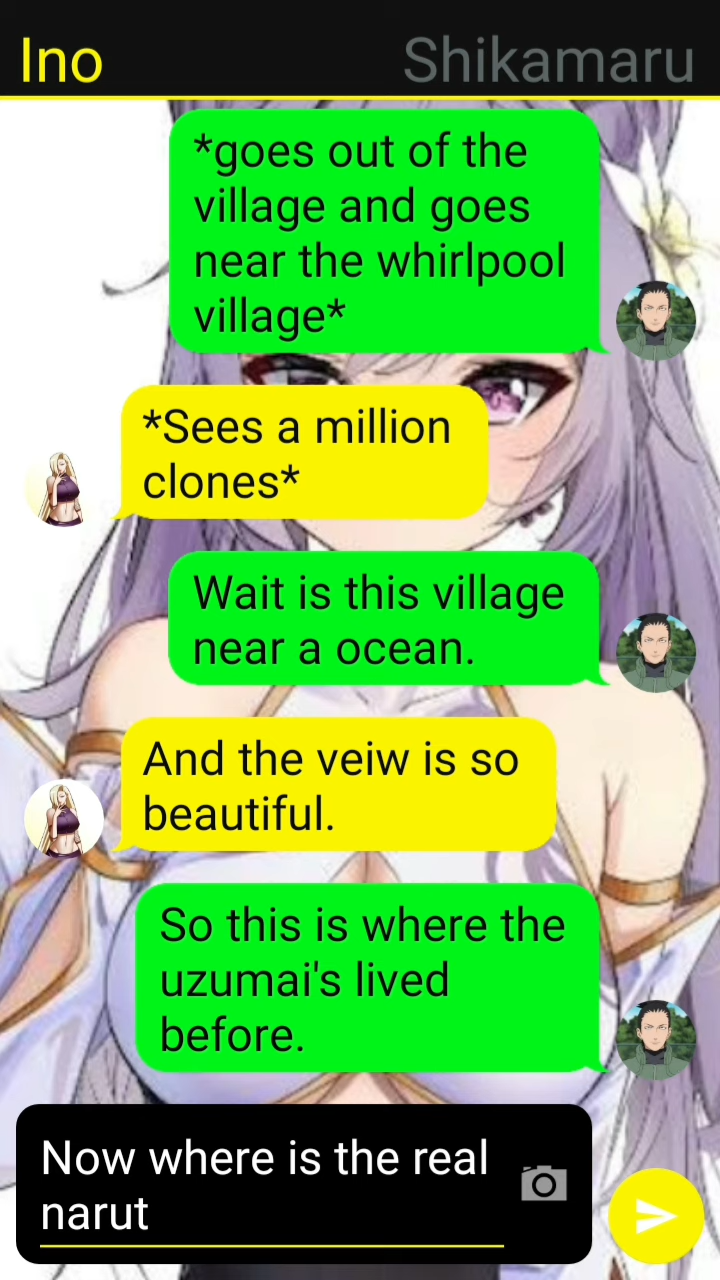 Ino
Shikamaru
*goes out of the
village and goes
near the whirlpool
village*
*Sees a million
clones*
Wait is this village
near a ocean.
And the veiw is so
beautiful.
So this is where the
uzumai's lived
before.
Now where is the real
narut